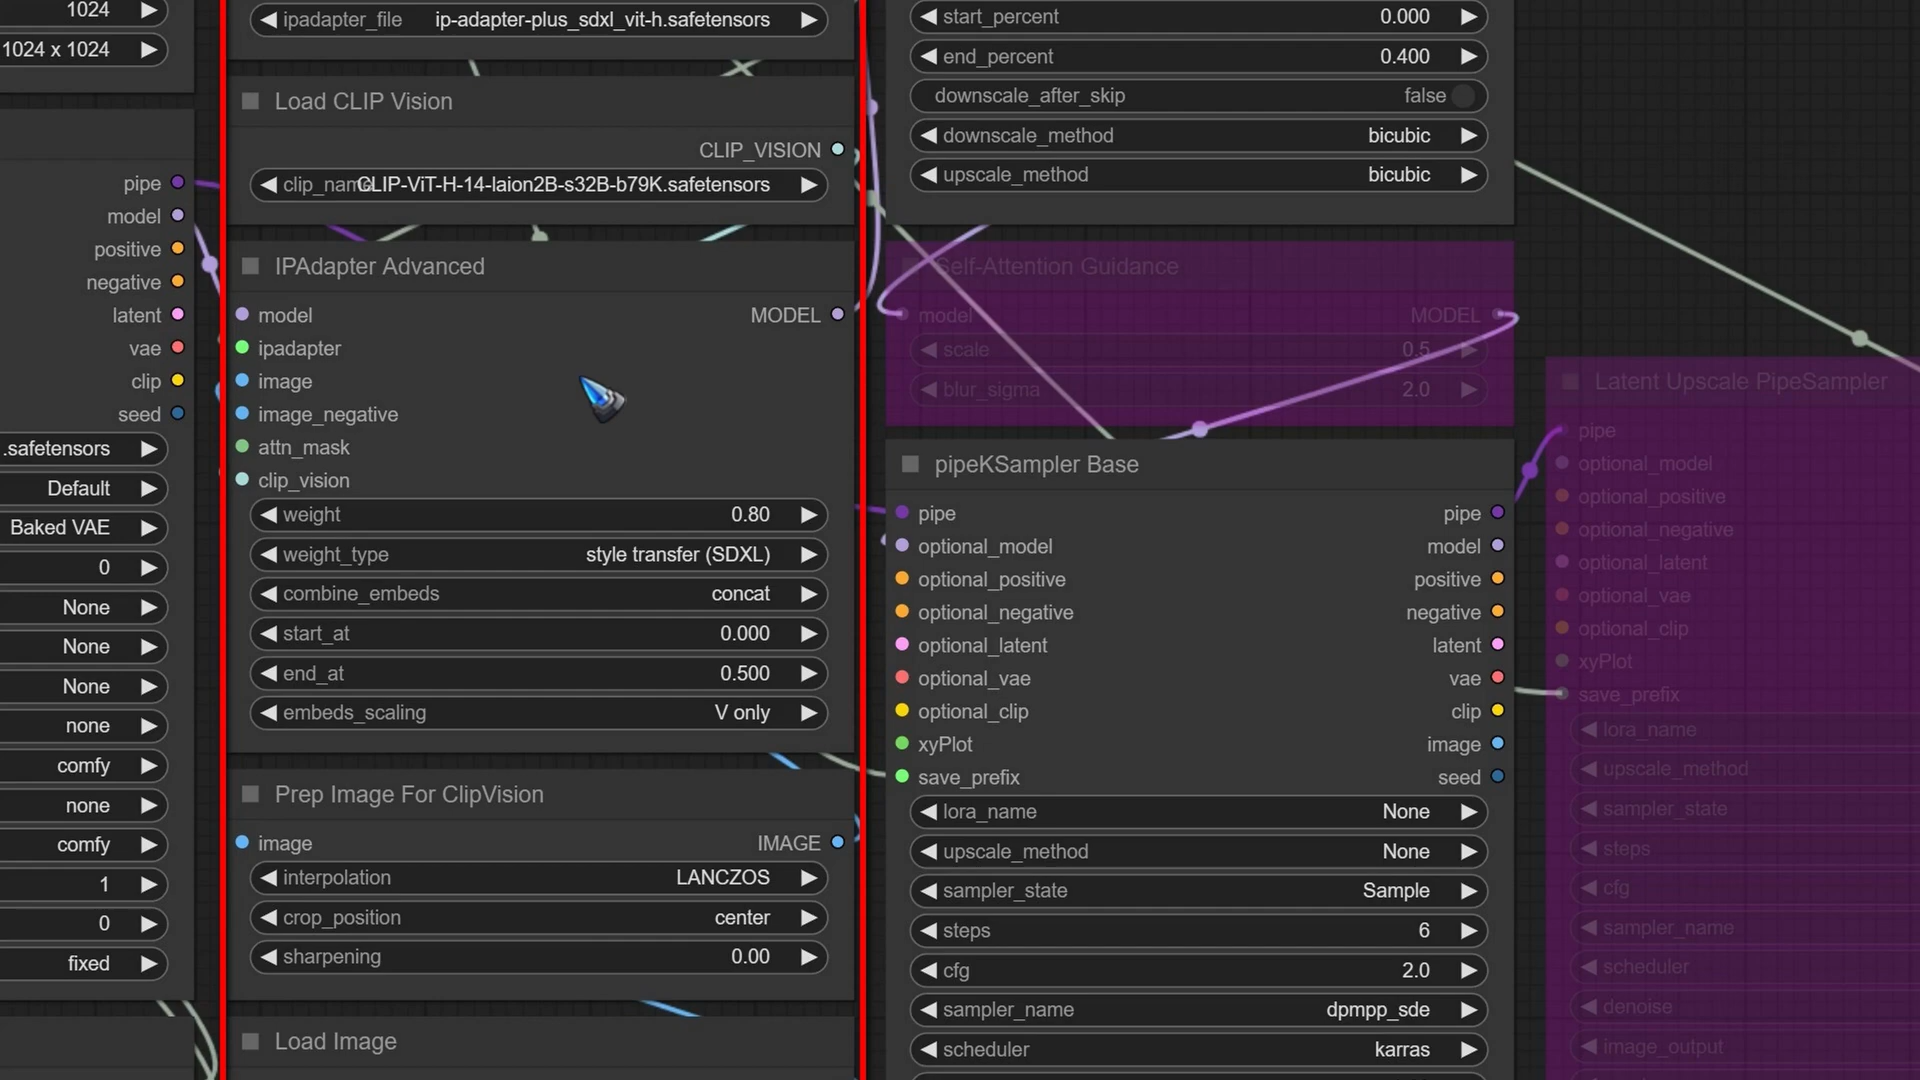 1024
1024 x 1024
pipe
model
positive
negative
latent
vae
clip
seed
.safetensors
Default
Baked VAE
0
None
None
None
none
comfy
none
comfy
1
0
fixed
ipadapter_file ip-adapter-plus_sdxl_vit-h.safetensors
Load CLIP Vision
CLIP_VISION
clip_name CLIP-ViT-H-14-laion2B-s32B-b79K.safetensors
IPAdapter Advanced
model MODEL
ipadapter
image
image_negative
attn_mask
clip_vision
weight 0.80
weight_type style transfer (SDXL)
combine_embeds concat
start_at 0.000
end_at 0.500
embeds_scaling V only
Prep Image For ClipVision
image IMAGE
interpolation LANCZOS
crop_position center
sharpening 0.00
Load Image
start_percent 0.000
end_percent 0.400
downscale_after_skip false
downscale_method bicubic
upscale_method bicubic
Self-Attention Guidance
model MODEL
scale 0.5
blur_sigma 2.0
pipeKSampler Base
pipe pipe
optional_model model
optional_positive positive
optional_negative negative
optional_latent latent
optional_vae vae
optional_clip clip
xyPlot image
save_prefix seed
lora_name None
upscale_method None
sampler_state Sample
steps 6
cfg 2.0
sampler_name dpmpp_sde
scheduler karras
Latent Upscale PipeSampler
pipe
optional_model
optional_positive
optional_negative
optional_latent
optional_vae
optional_clip
xyPlot
save_prefix
lora_name
upscale_method
sampler_state
steps
cfg
sampler_name
scheduler
denoise
image_output